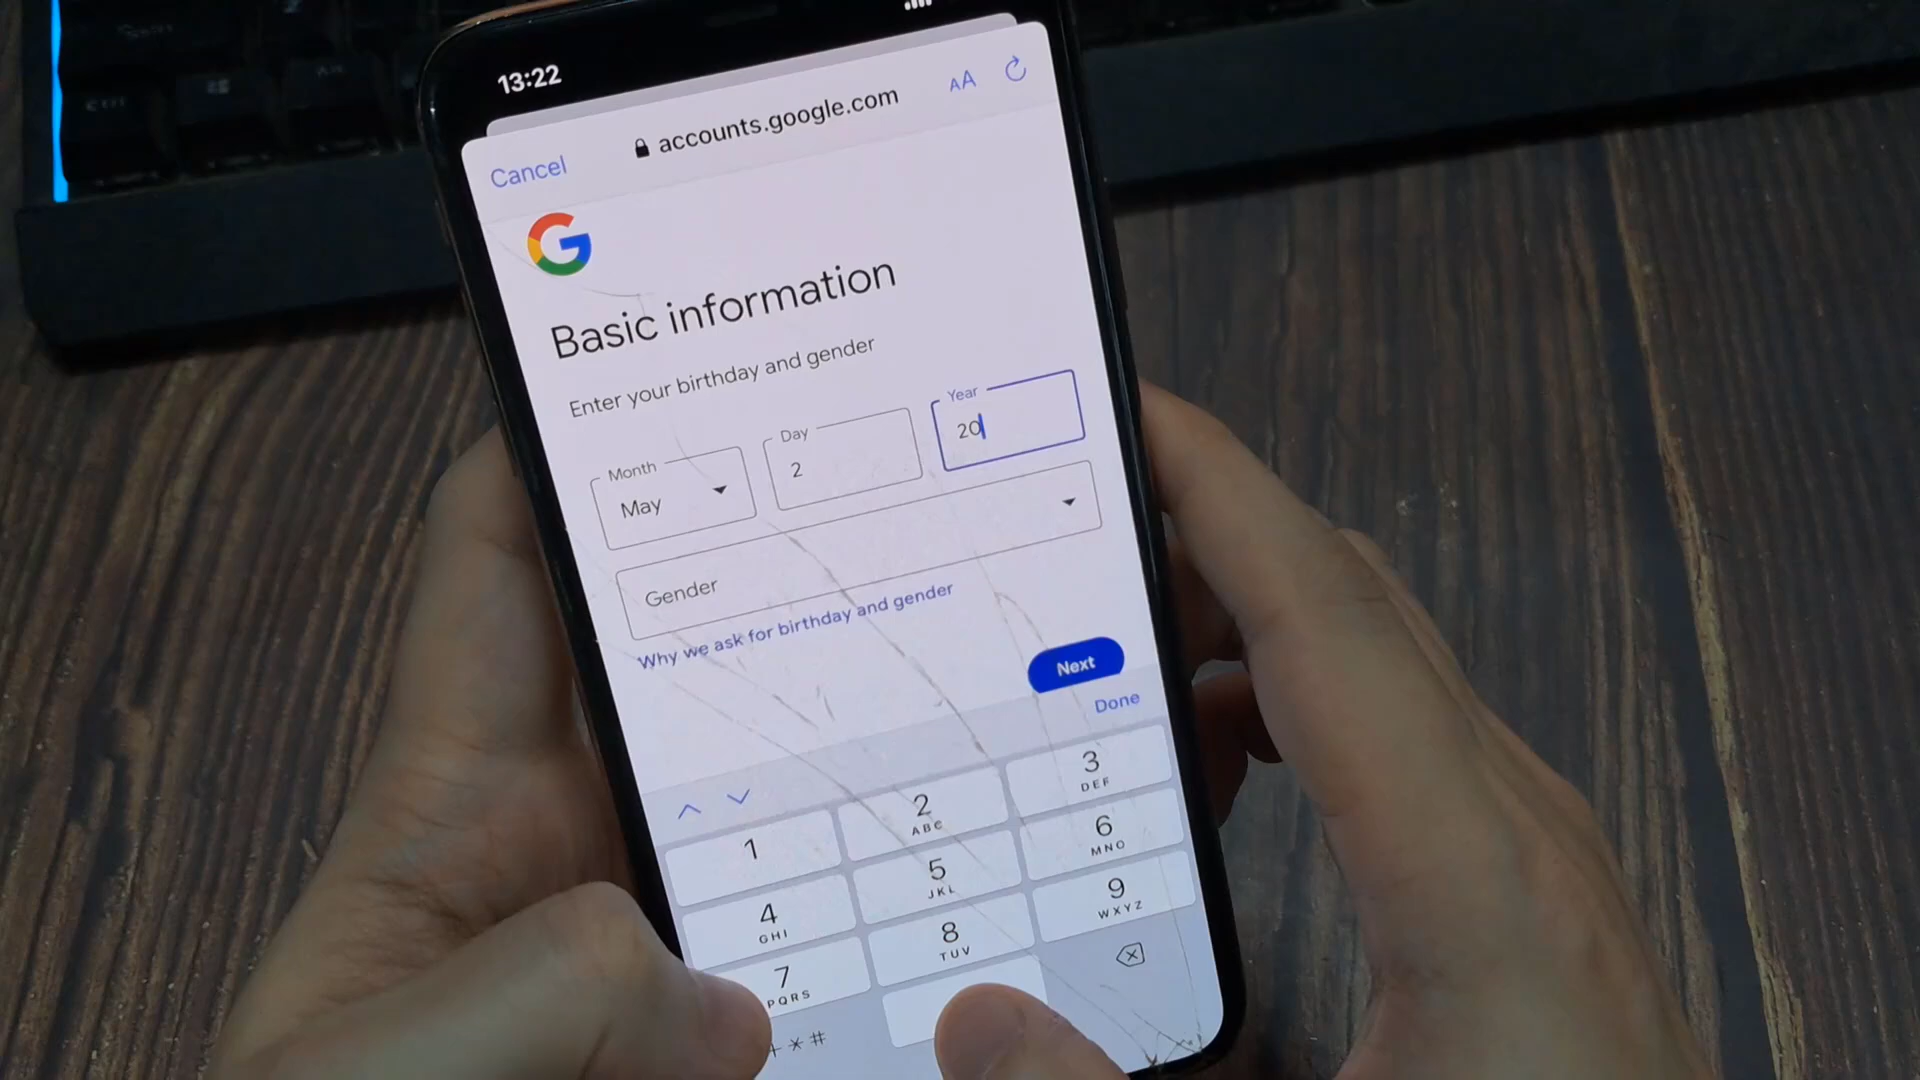 13:22
Cancel
accounts.google.com
AA
Basic information
Enter your birthday and gender
Month
May
Day
2
Year
20
Gender
Why we ask for birthday and gender
Next
Done
1
2
ABC
3
DEF
4
GHI
5
JKL
6
MNO
7
PQRS
8
TUV
9
WXYZ
+ * #